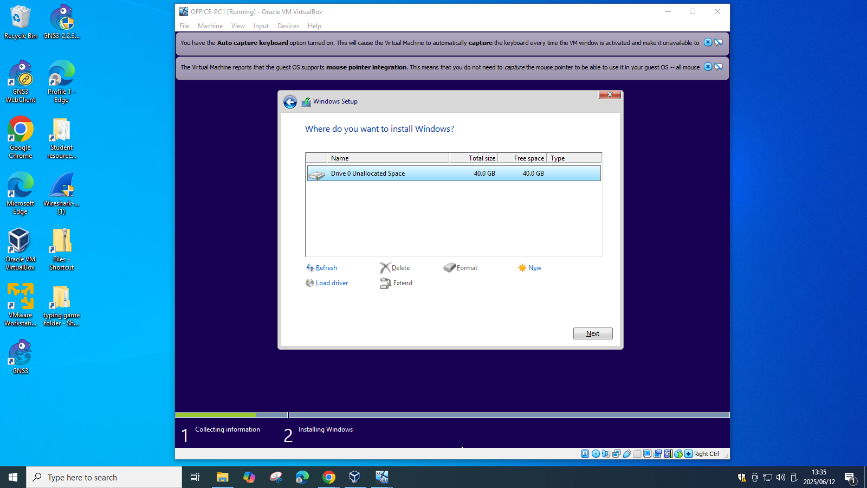 OFFICE-PC1 [Running] - Oracle VM VirtualBox
File Machine View Input Devices Help
You have the Auto capture keyboard option turned on. This will cause the Virtual Machine to automatically capture the keyboard every time the VM window is activated and make it unavailable to
The Virtual Machine reports that the guest OS supports mouse pointer integration. This means that you do not need to capture the mouse pointer to be able to use it in your guest OS -- all mouse
Recycle Bin
GNS3-2.2.5...
GNS3 WebClient
Profile 1 - Edge
Google Chrome
Student resource...
Microsoft Edge
Wireshark-... (1)
Oracle VM VirtualBox
Files - Shortcut
VMware Workstatio...
typing game folder - Sh...
GNS3
Windows Setup
Where do you want to install Windows?
Name Total size Free space Type
Drive 0 Unallocated Space 40.0 GB 40.0 GB
Refresh Delete Format New
Load driver Extend
Next
1 Collecting information 2 Installing Windows
Right Ctrl
Type here to search
13:35
2025/06/12
1